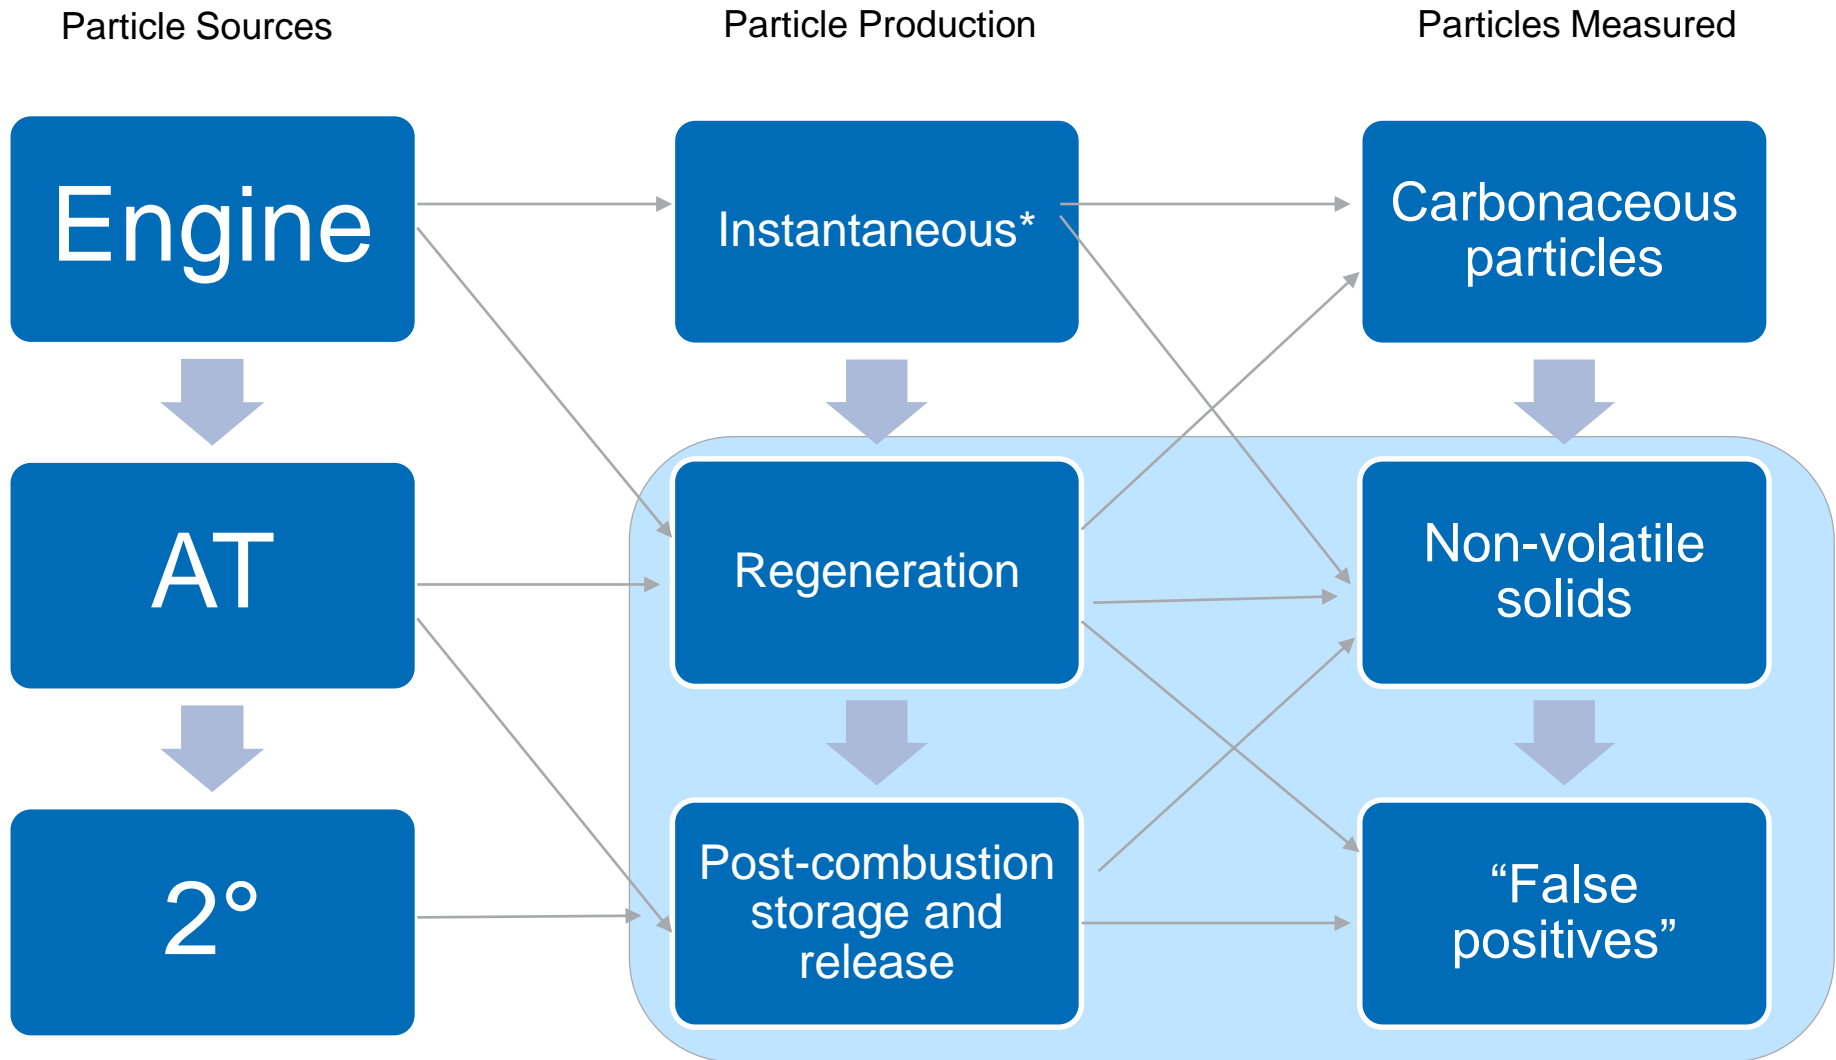 Particle Sources
Particle Production
Particles Measured
Engine
Instantaneous*
Carbonaceous
particles
AT
Regeneration
Non-volatile
solids
2°
Post-combustion
storage and
release
“False
positives”